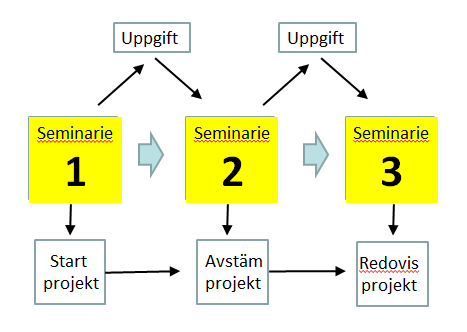 Uppgift
Uppgift
Seminarie
1
Seminarie
2
Seminarie
3
Start
projekt
Avstäm
projekt
Redovis
projekt